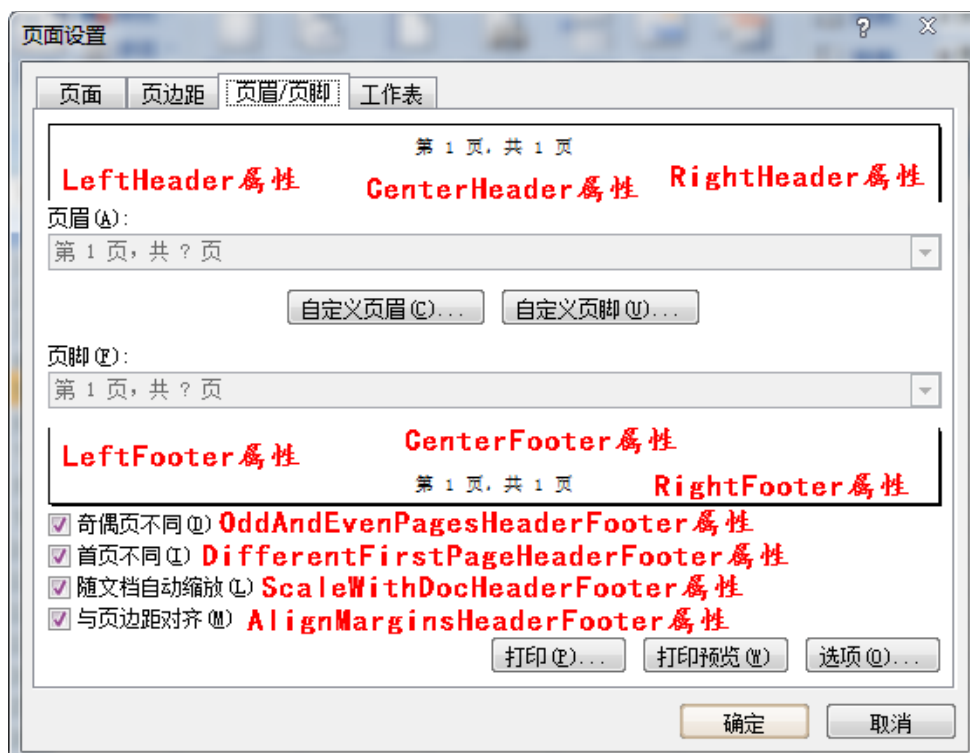 页面设置
页面 页边距 页眉/页脚 工作表
第 1 页，共 1 页
LeftHeader属性 CenterHeader属性 RightHeader属性
页眉(A):
第 1 页，共 ? 页
自定义页眉(C)... 自定义页脚(U)...
页脚(F):
第 1 页，共 ? 页
LeftFooter属性 CenterFooter属性
第 1 页，共 1 页 RightFooter属性
奇偶页不同(D) OddAndEvenPagesHeaderFooter属性
首页不同(I) DifferentFirstPageHeaderFooter属性
随文档自动缩放(L) ScaleWithDocHeaderFooter属性
与页边距对齐(M) AlignMarginsHeaderFooter属性
打印(P)... 打印预览(W) 选项(O)...
确定 取消